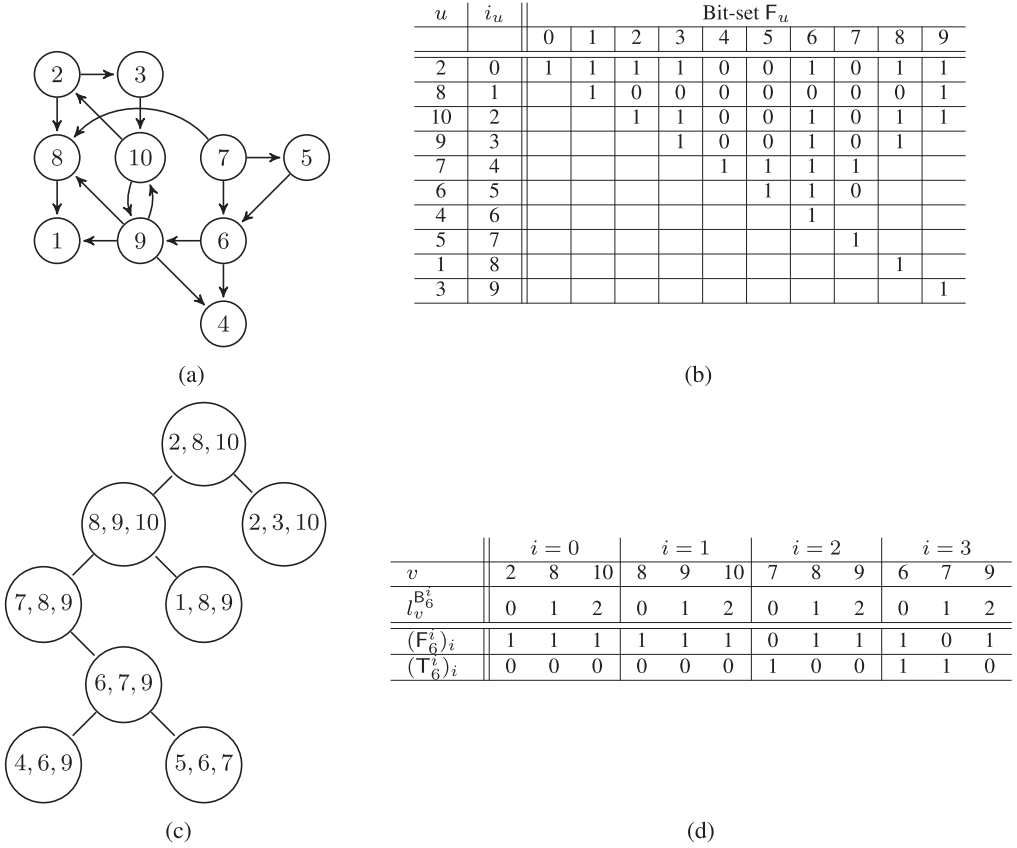 2 3
8 10 7 5
1 9 6
4
(a)
u i_u Bit-set F_u
0 1 2 3 4 5 6 7 8 9
2 0 1 1 1 1 0 0 1 0 1 1
8 1 1 0 0 0 0 0 0 0 1
10 2 1 1 0 0 1 0 1 1
9 3 1 0 0 1 0 1
7 4 1 1 1 1
6 5 1 1 0
4 6 1
5 7 1
1 8 1
3 9 1
(b)
2, 8, 10
8, 9, 10 2, 3, 10
7, 8, 9 1, 8, 9
6, 7, 9
4, 6, 9 5, 6, 7
(c)
i = 0 i = 1 i = 2 i = 3
v 2 8 10 8 9 10 7 8 9 6 7 9
l_v^{B_6^i} 0 1 2 0 1 2 0 1 2 0 1 2
(F_6^i)_i 1 1 1 1 1 1 0 1 1 1 0 1
(T_6^i)_i 0 0 0 0 0 0 1 0 0 1 1 0
(d)